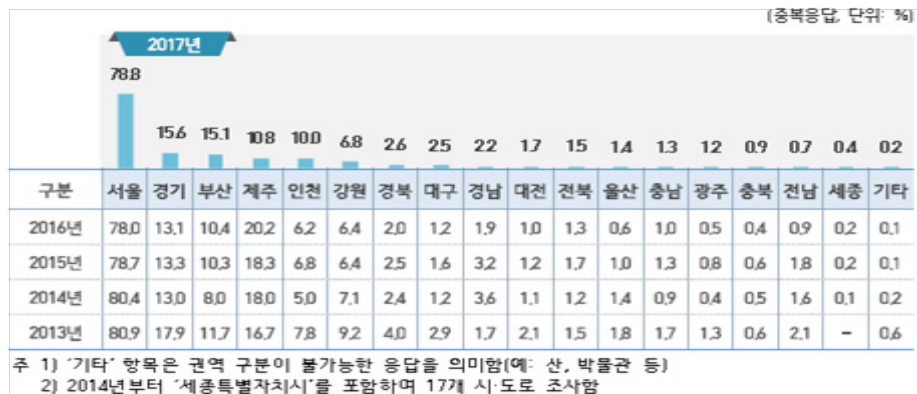 (중복응답, 단위: %)
2017년
78.8 15.6 15.1 10.8 10.0 6.8 2.6 2.5 2.2 1.7 1.5 1.4 1.3 1.2 0.9 0.7 0.4 0.2
구분 서울 경기 부산 제주 인천 강원 경북 대구 경남 대전 전북 울산 충남 광주 충북 전남 세종 기타
2016년 78.0 13.1 10.4 20.2 6.2 6.4 2.0 1.2 1.9 1.0 1.3 0.6 1.0 0.5 0.4 0.9 0.2 0.1
2015년 78.7 13.3 10.3 18.3 6.8 6.4 2.5 1.6 3.2 1.2 1.7 1.0 1.3 0.8 0.6 1.8 0.2 0.1
2014년 80.4 13.0 8.0 18.0 5.0 7.1 2.4 1.2 3.6 1.1 1.2 1.4 0.9 0.4 0.5 1.6 0.1 0.2
2013년 80.9 17.9 11.7 16.7 7.8 9.2 4.0 2.9 1.7 2.1 1.5 1.8 1.7 1.3 0.6 2.1 - 0.6
주 1) '기타' 항목은 권역 구분이 불가능한 응답을 의미함(예: 산, 박물관 등)
2) 2014년부터 '세종특별자치시'를 포함하여 17개 시·도로 조사함